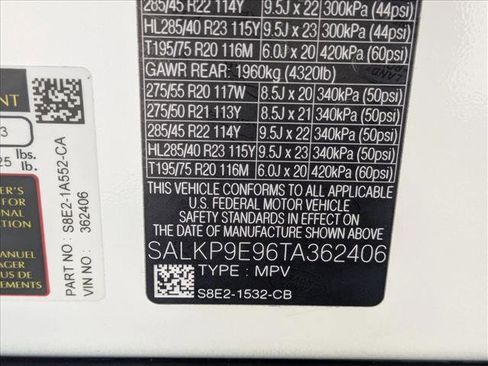 285/45 R22 114Y 9.5J x 22 300kPa (44psi)
HL285/40 R23 115Y 9.5J x 23 300kPa (44psi)
T195/75 R20 116M 6.0J x 20 420kPa (60psi)
GAWR REAR: 1960kg (4320lb)
275/55 R20 117W 8.5J x 20 340kPa (50psi)
275/50 R21 113Y 8.5J x 21 340kPa (50psi)
285/45 R22 114Y 9.5J x 22 340kPa (50psi)
HL285/40 R23 115Y 9.5J x 23 340kPa (50psi)
T195/75 R20 116M 6.0J x 20 420kPa (60psi)
THIS VEHICLE CONFORMS TO ALL APPLICABLE
U.S. FEDERAL MOTOR VEHICLE
SAFETY BUMPER, AND THEFT PREVENTION
STANDARDS IN EFFECT ON THE DATE
OF MANUFACTURE SHOWN ABOVE
SALKP9E96TA362406
TYPE : MPV
S8E2-1532-CB
PART NO : S8E2-1A552-CA
VIN NO : 362406
3
lbs.
25 lb.